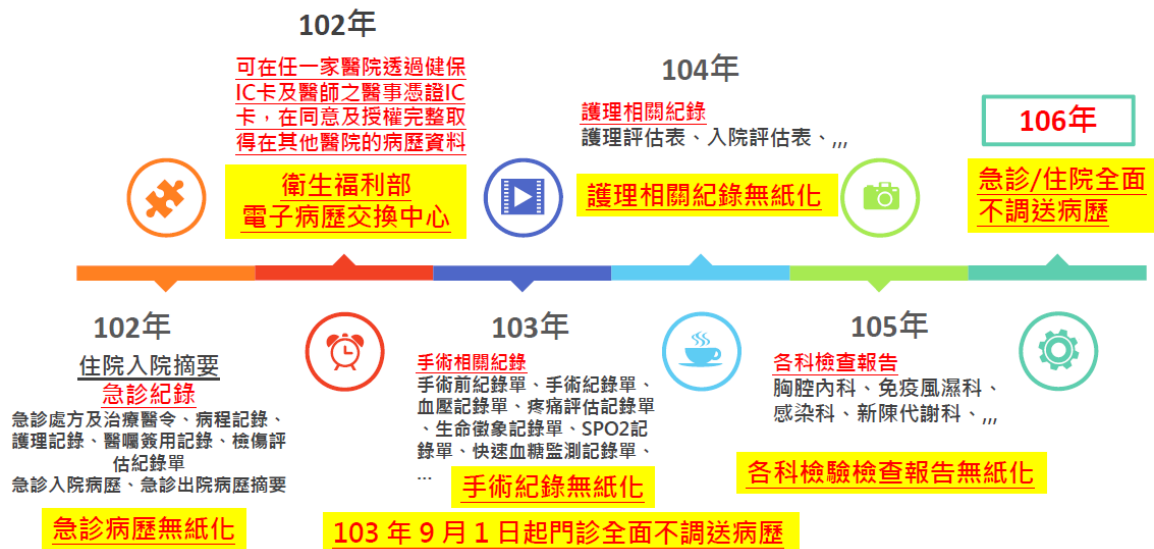 102年
可在任一家醫院透過健保
IC卡及醫師之醫事憑證IC
卡，在同意及授權完整取
得在其他醫院的病歷資料
衛生福利部
電子病歷交換中心
104年
護理相關紀錄
護理評估表、入院評估表、,,,
護理相關紀錄無紙化
106年
急診/住院全面
不調送病歷
102年
住院入院摘要
急診紀錄
急診處方及治療醫令、病程記錄、
護理記錄、醫囑簽用記錄、檢傷評
估紀錄單
急診入院病歷、急診出院病歷摘要
急診病歷無紙化
103年
手術相關紀錄
手術前紀錄單、手術紀錄單、
血壓記錄單、疼痛評估記錄單
、生命徵象記錄單、SPO2記
錄單、快速血糖監測記錄單、
...
手術紀錄無紙化
103 年 9 月 1 日起門診全面不調送病歷
105年
各科檢查報告
胸腔內科、免疫風濕科、
感染科、新陳代謝科、,,,
各科檢驗檢查報告無紙化